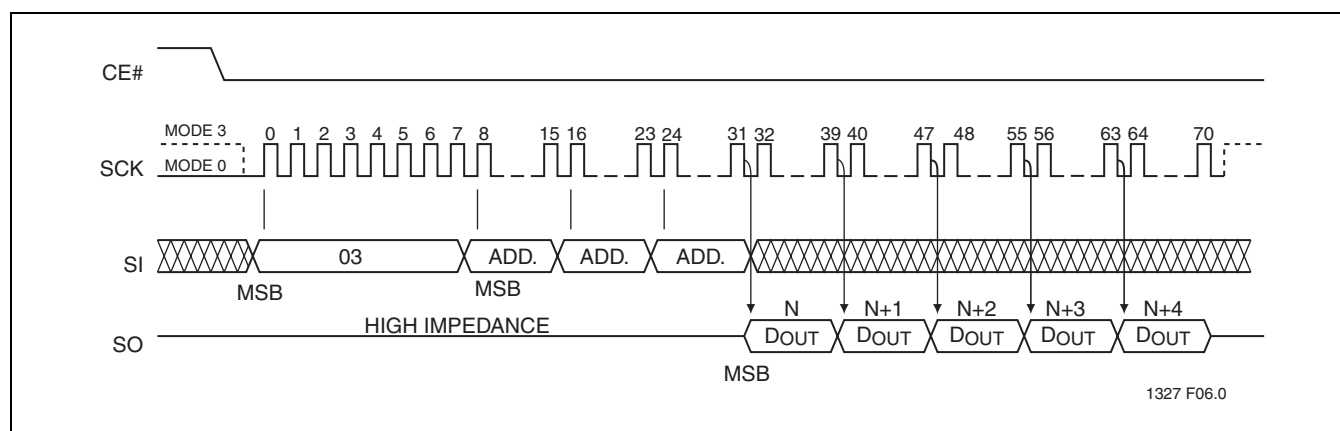 CE#
MODE 3
0 1 2 3 4 5 6 7 8 15 16 23 24 31 32 39 40 47 48 55 56 63 64 70
SCK
MODE 0
SI
03 ADD. ADD. ADD.
MSB MSB
HIGH IMPEDANCE
N N+1 N+2 N+3 N+4
SO
DOUT DOUT DOUT DOUT DOUT
MSB
1327 F06.0